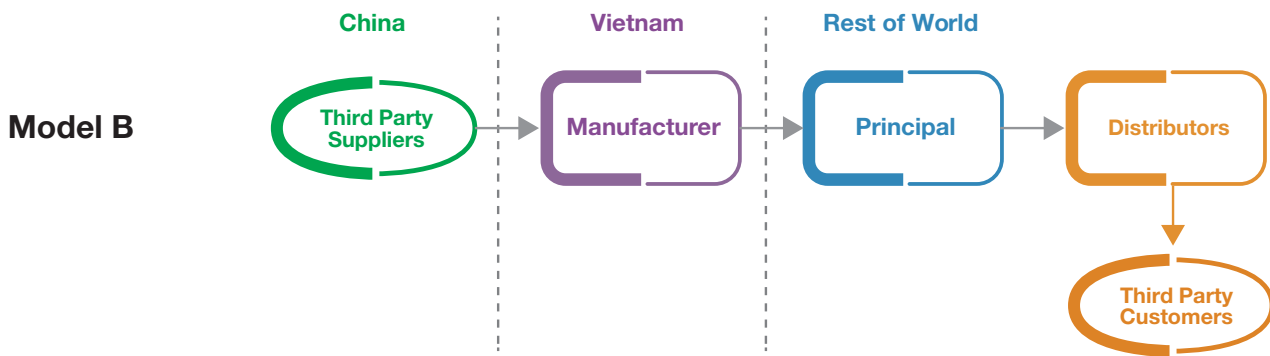 China
Vietnam
Rest of World
Model B
Third Party
Suppliers
Manufacturer
Principal
Distributors
Third Party
Customers